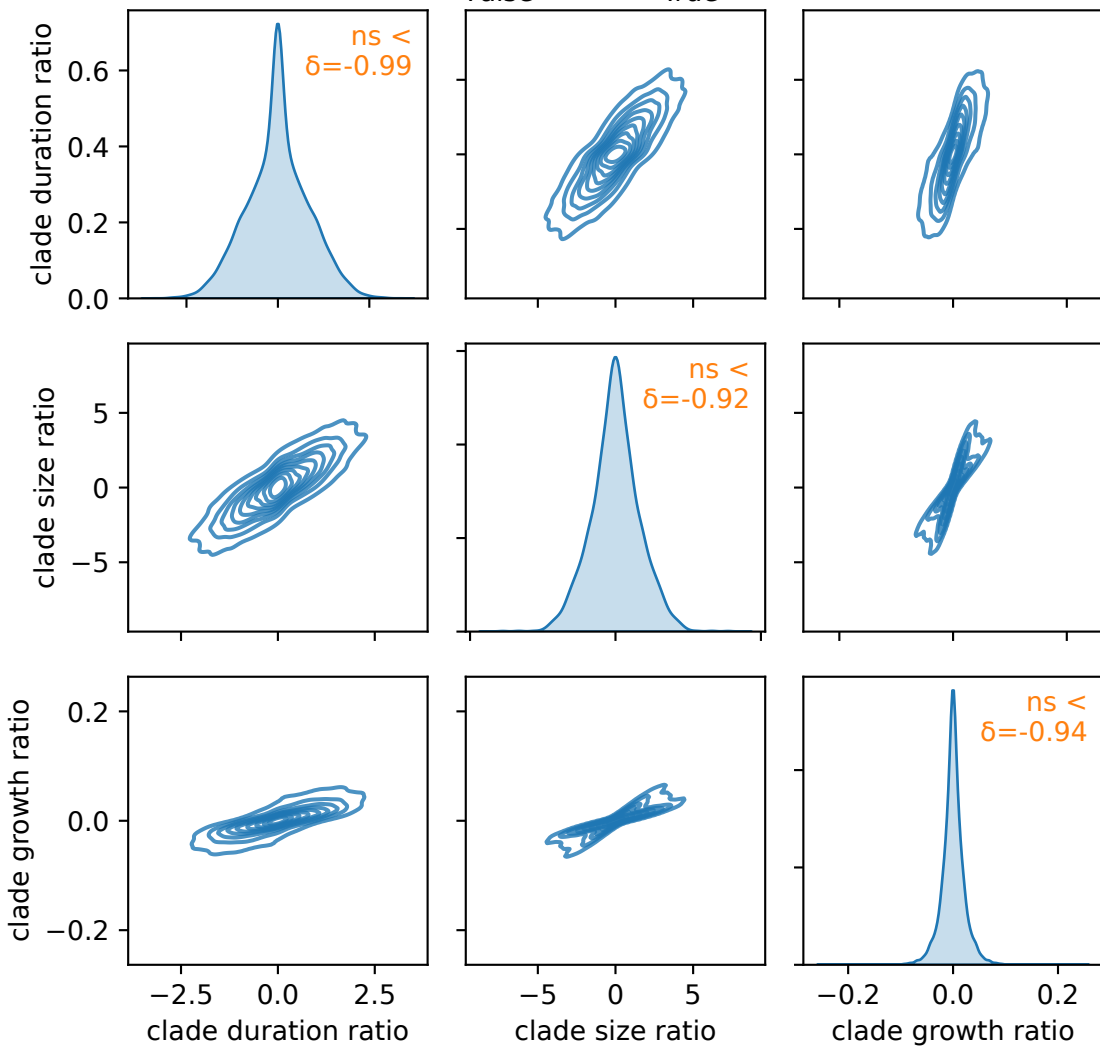 ns <
δ=-0.99
clade duration ratio
0.6
0.4
0.2
0.0
ns <
δ=-0.92
clade size ratio
5
0
−5
ns <
δ=-0.94
clade growth ratio
0.2
0.0
−0.2
−2.5 0.0 2.5
−5 0 5
−0.2 0.0 0.2
clade duration ratio
clade size ratio
clade growth ratio